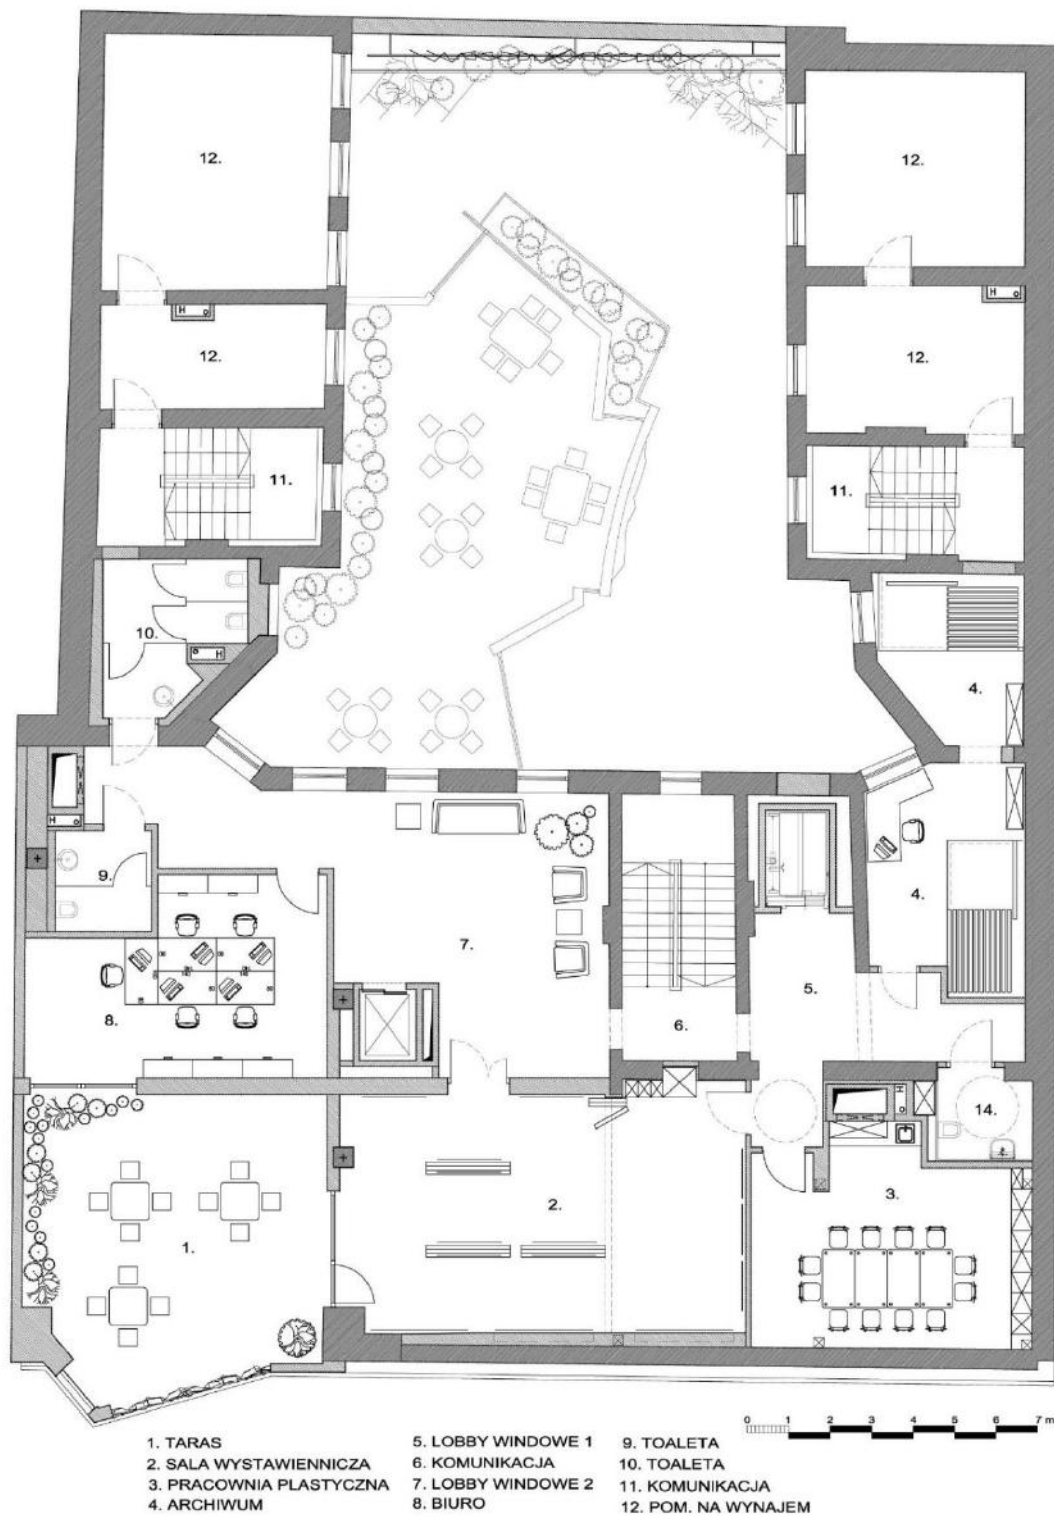 12.
12.
H
12.
H
12.
11.
11.
10.
H
4.
H
9.
4.
7.
5.
8.
6.
H
14.
3.
2.
1.
0 1 2 3 4 5 6 7 m
1. TARAS
2. SALA WYSTAWIENNICZA
3. PRACOWNIA PLASTYCZNA
4. ARCHIWUM
5. LOBBY WINDOWE 1
6. KOMUNIKACJA
7. LOBBY WINDOWE 2
8. BIURO
9. TOALETA
10. TOALETA
11. KOMUNIKACJA
12. POM. NA WYNAJEM